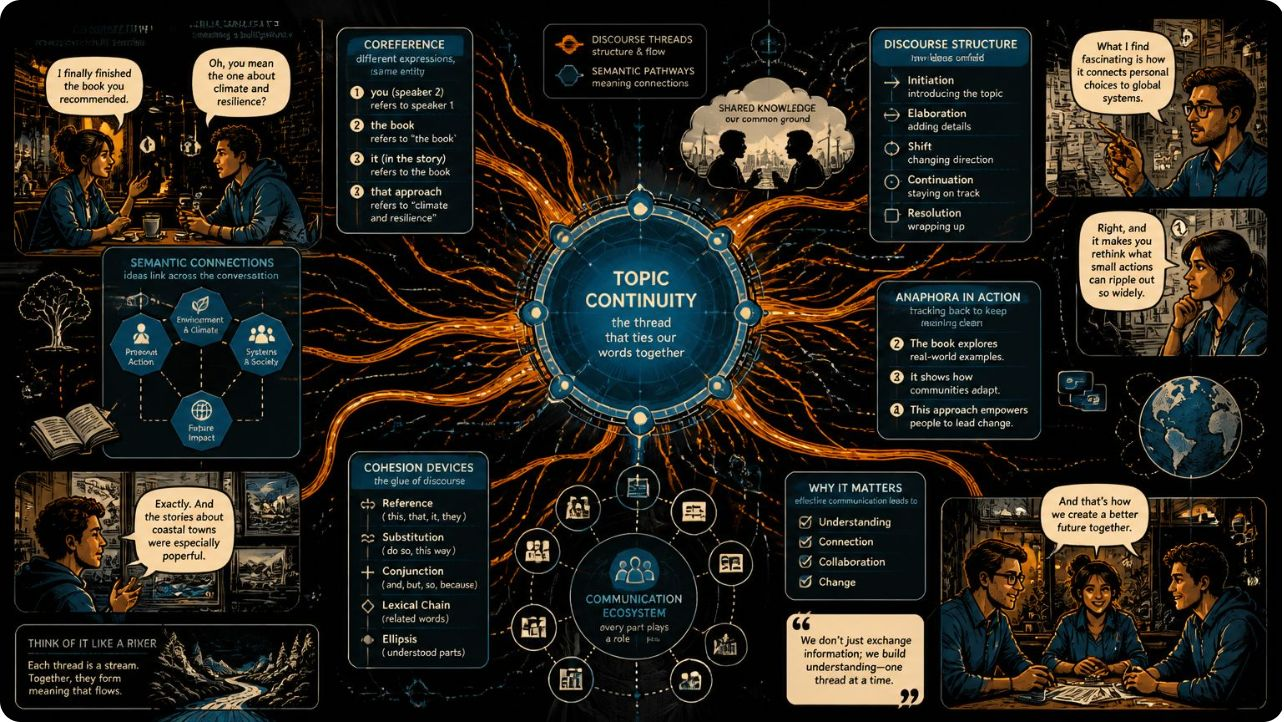 I finally finished
the book you
recommended.
Oh, you mean
the one about
climate and
resilience?
COREFERENCE
different expressions,
same entity
1 you (speaker 2)
refers to speaker 1
2 the book
refers to "the book'
2 it (in the story)
refers to the book
3 that approach
refers to "climate
and resilience"
DISCOURSE THREADS
structure & flow
SEMANTIC PATHWAYS
meaning connections
SHARED KNOWLEDGE
our common ground
DISCOURSE STRUCTURE
Initiation
introducing the topic
Elaboration
adding details
Shift
changing direction
Continuation
staying on track
Resolution
wrapping up
What I find
fascinating is how
it connects personal
choices to global
systems.
Right, and
it makes you
rethink what
small actions
can ripple out
so widely.
SEMANTIC CONNECTIONS
ideas link across the conversation
Environment
& Climate
Action
Systems
& Society
Future
Impact
TOPIC
CONTINUITY
the thread
that ties our
words together
ANAPHORA IN ACTION
tracking back to keep
2 The book explores
real-world examples.
3 it shows how
communities adapt.
This approach empowers
people to lead change.
Exactly. And
the stories about
coastal towns
were especially
poperful.
COHESION DEVICES
the glue of discourse
Reference
(this, that, it, they)
Substitution
(do so, this way)
Conjunction
(and, but, so, because)
Lexical Chain
(related words)
Ellipsis
(understood parts)
COMMUNICATION
ECOSYSTEM
every part plays
a role
WHY IT MATTERS
effective communication leads to
Understanding
Connection
Collaboration
Change
"We don't just exchange
information; we build
understanding—one
thread at a time."
And that's how
we create a better
future together.
THINK OF IT LIKE A RIKER
Each thread is a stream.
Together, they form
meaning that flows.